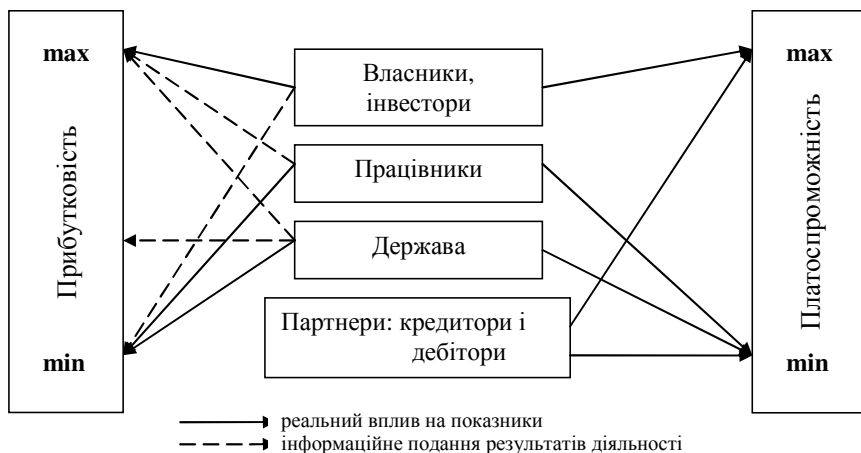 max
Прибутковість
min
Власники,
інвестори
Працівники
Держава
Партнери: кредитори і
дебітори
max
Платоспроможність
min
реальний вплив на показники
інформаційне подання результатів діяльності